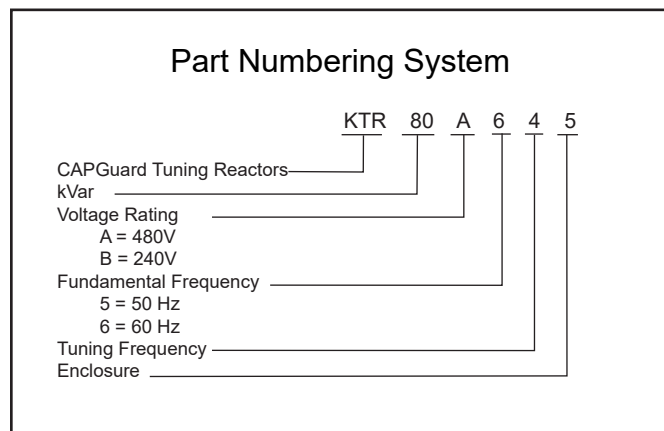 Part Numbering System
KTR 80 A 6 4 5
CAPGuard Tuning Reactors
kVar
Voltage Rating
A = 480V
B = 240V
Fundamental Frequency
5 = 50 Hz
6 = 60 Hz
Tuning Frequency
Enclosure